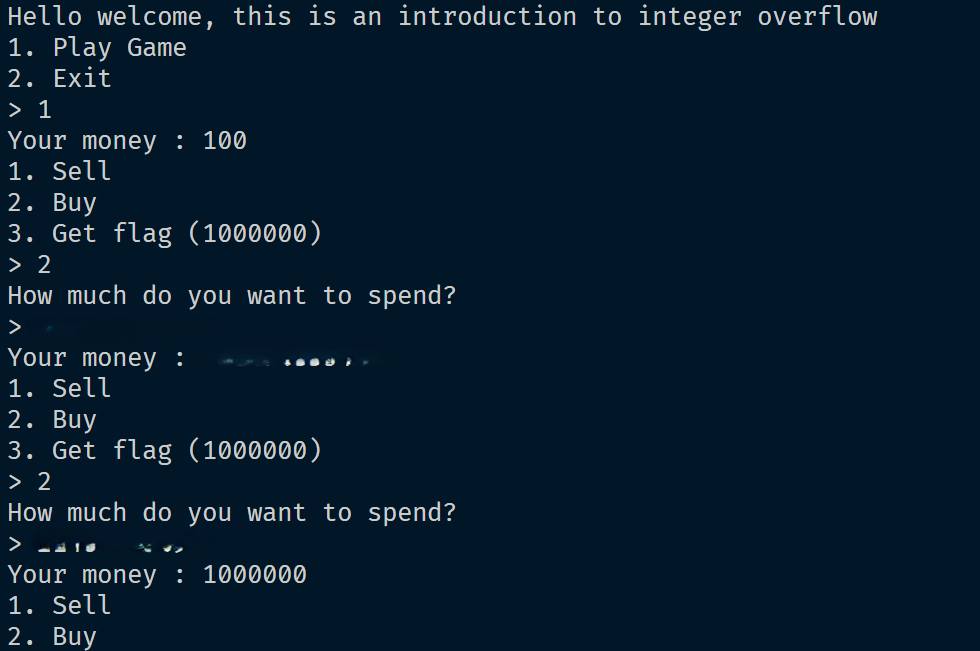 Hello welcome, this is an introduction to integer overflow
1. Play Game
2. Exit
> 1
Your money : 100
1. Sell
2. Buy
3. Get flag (1000000)
> 2
How much do you want to spend?
>
Your money :
1. Sell
2. Buy
3. Get flag (1000000)
> 2
How much do you want to spend?
>
Your money : 1000000
1. Sell
2. Buy